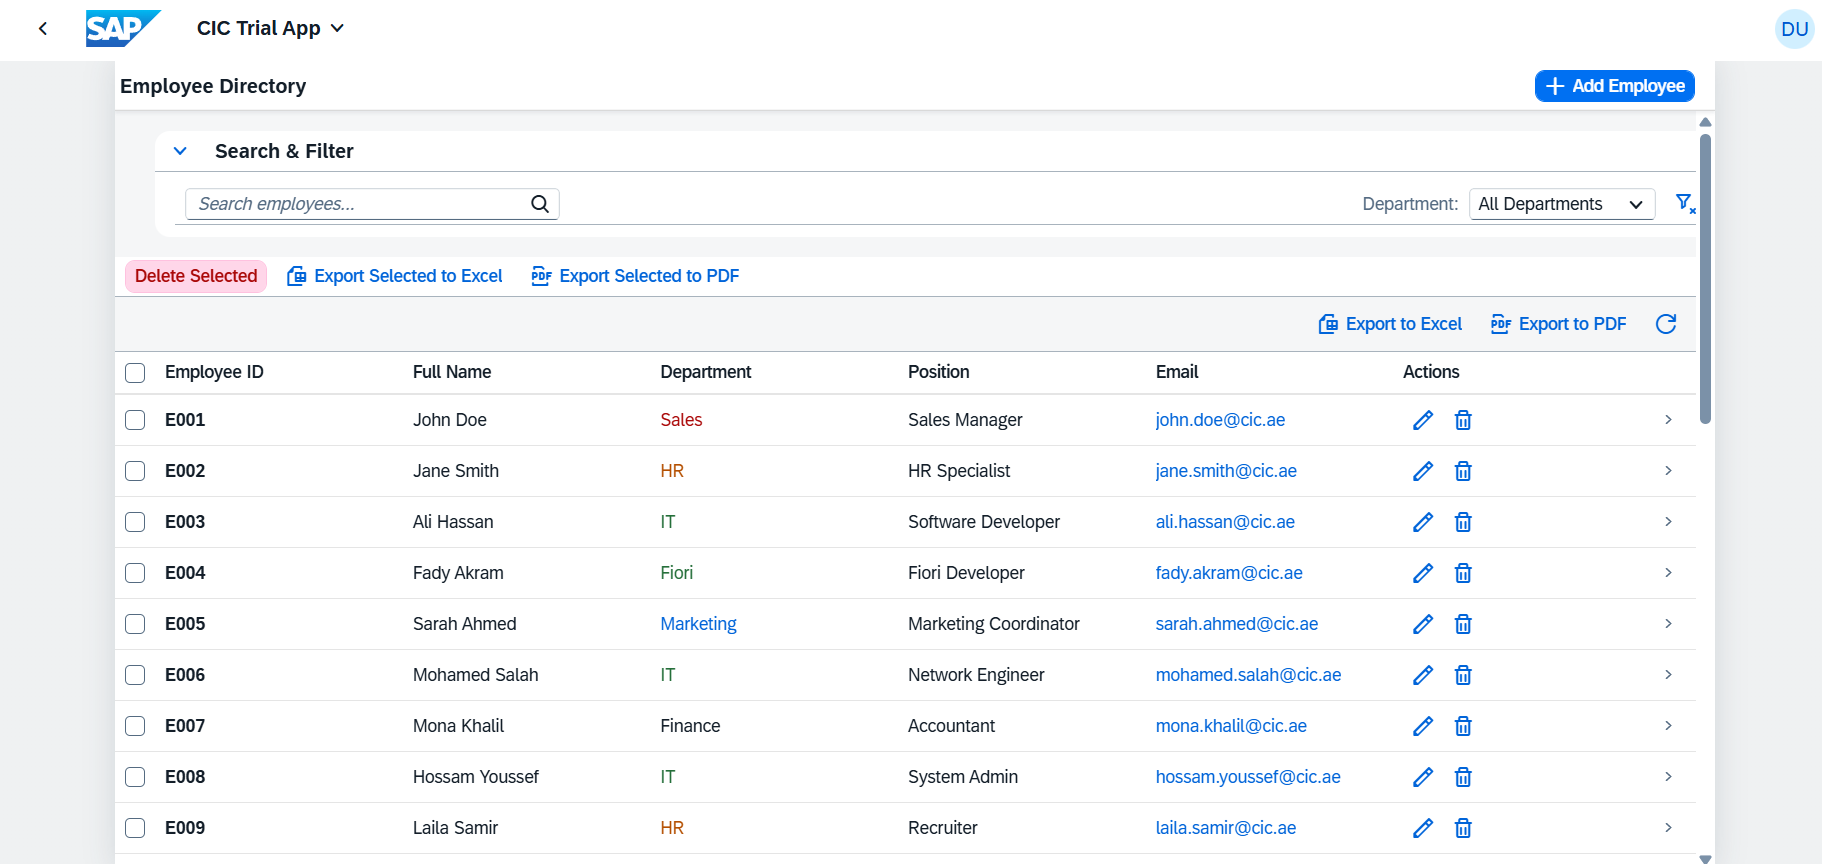 SAP CIC Trial App DU
Employee Directory Add Employee
Search & Filter
Search employees... Department: All Departments
Delete Selected Export Selected to Excel PDF Export Selected to PDF
Export to Excel PDF Export to PDF
Employee ID Full Name Department Position Email Actions
E001 John Doe Sales Sales Manager john.doe@cic.ae
E002 Jane Smith HR HR Specialist jane.smith@cic.ae
E003 Ali Hassan IT Software Developer ali.hassan@cic.ae
E004 Fady Akram Fiori Fiori Developer fady.akram@cic.ae
E005 Sarah Ahmed Marketing Marketing Coordinator sarah.ahmed@cic.ae
E006 Mohamed Salah IT Network Engineer mohamed.salah@cic.ae
E007 Mona Khalil Finance Accountant mona.khalil@cic.ae
E008 Hossam Youssef IT System Admin hossam.youssef@cic.ae
E009 Laila Samir HR Recruiter laila.samir@cic.ae